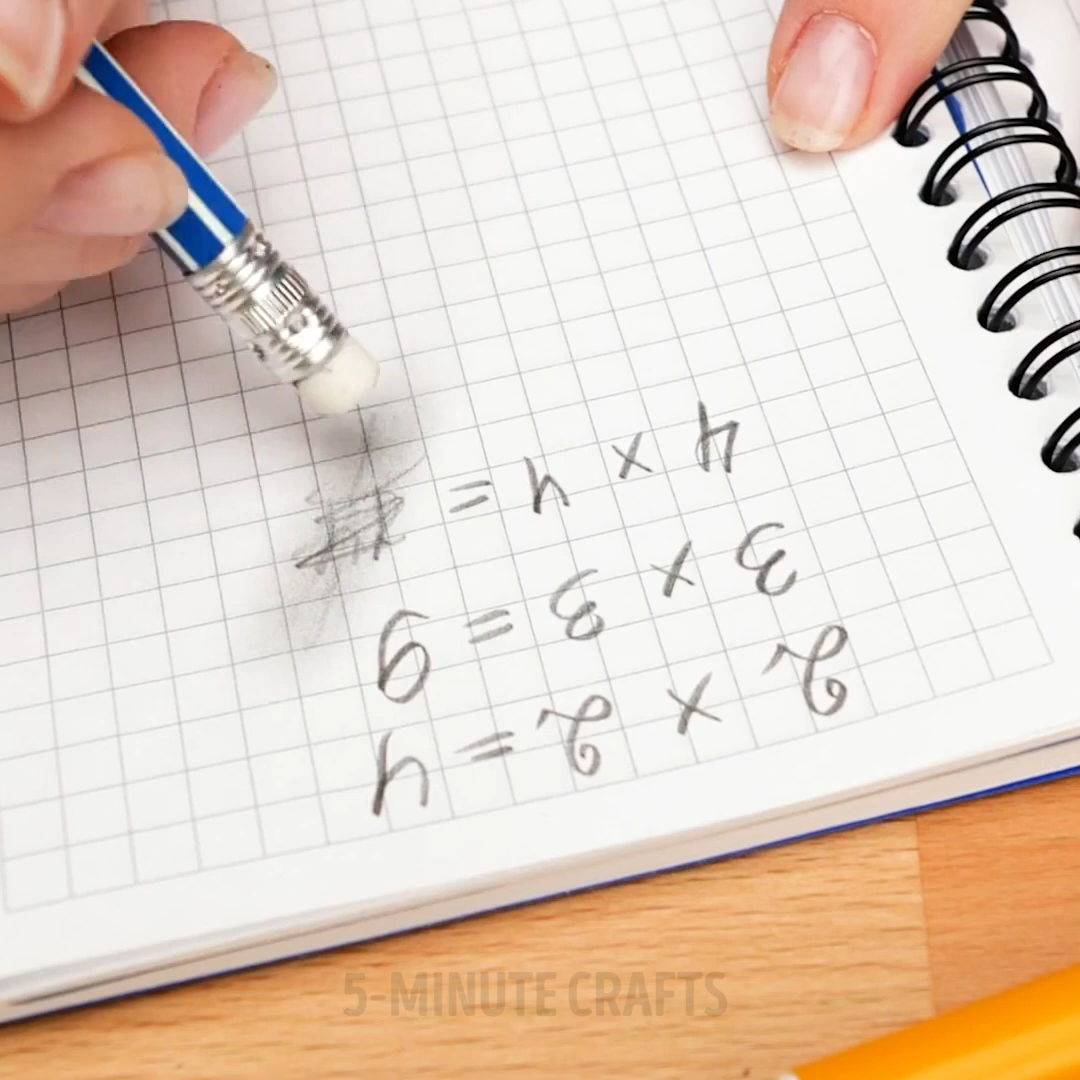 2 x 2 = 4
3 x 3 = 9
4 x 4 =
5-MINUTE CRAFTS